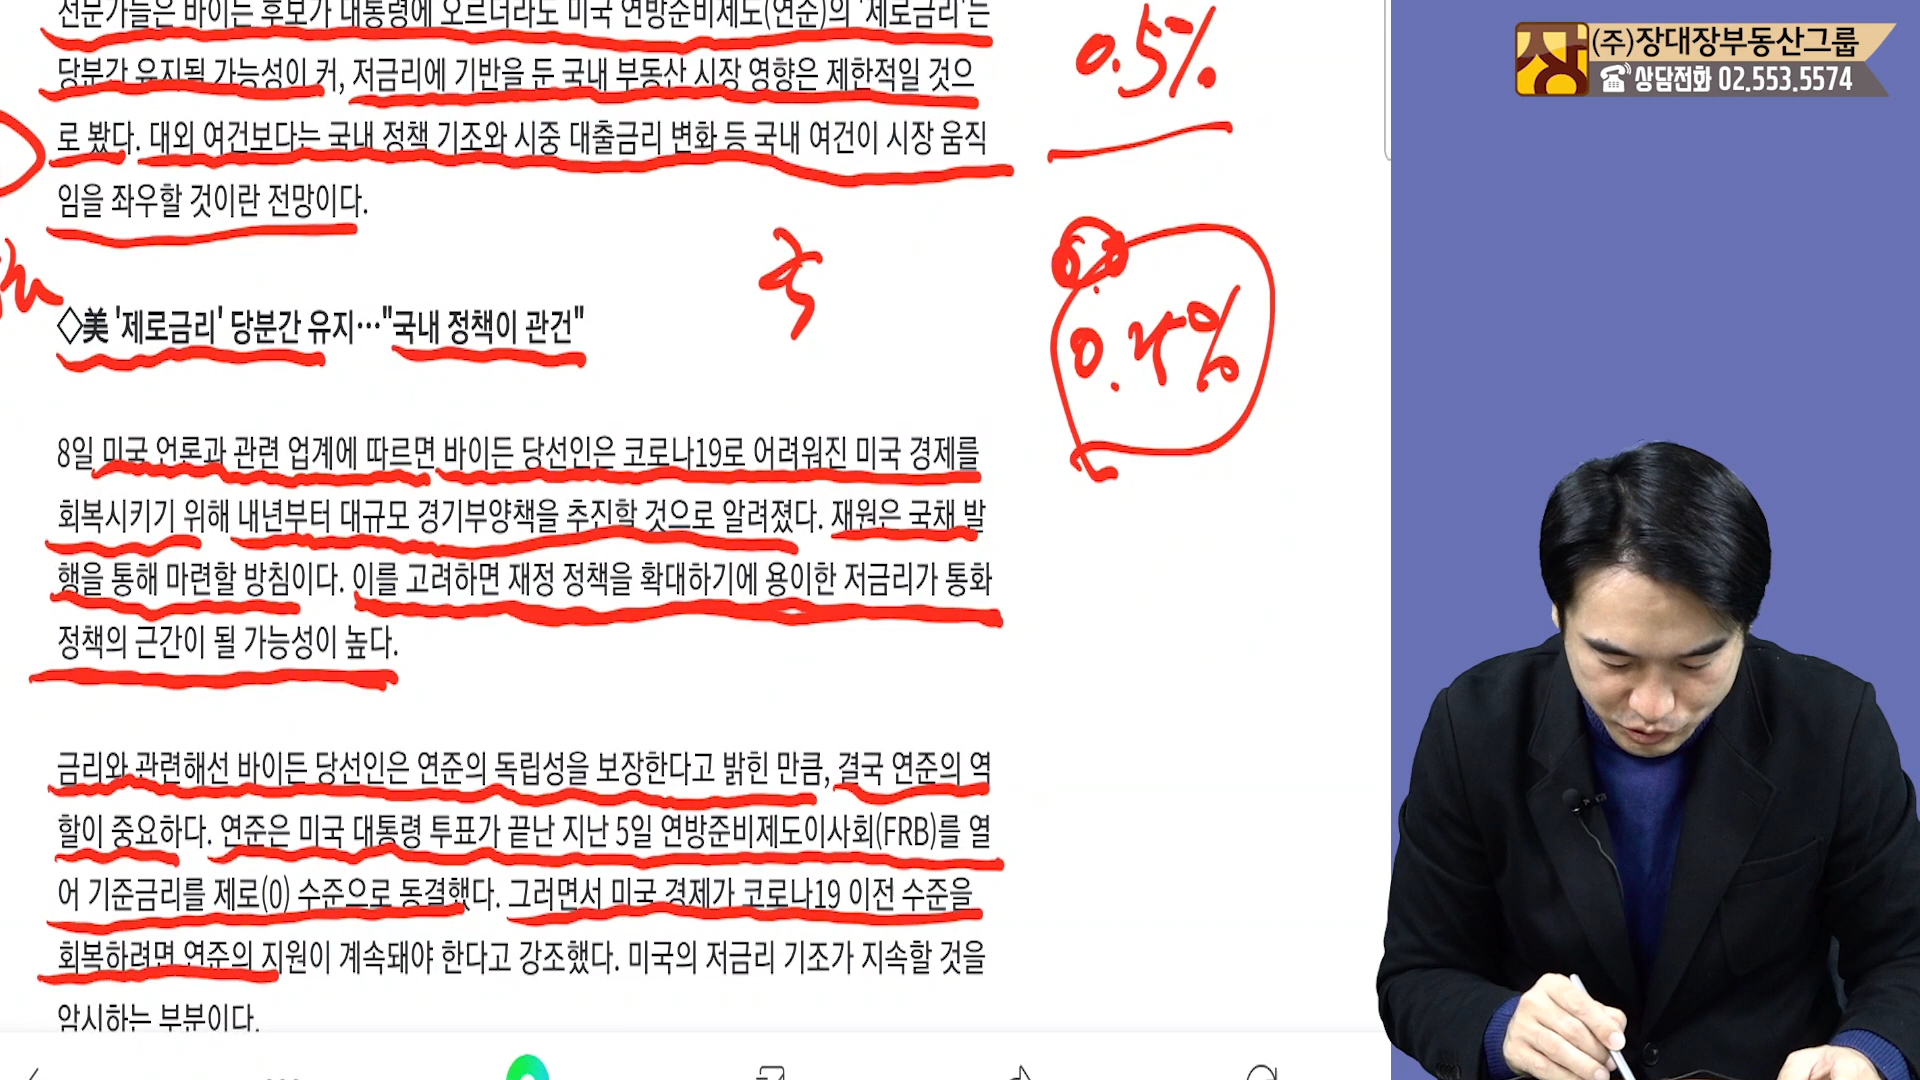 전문가들은 바이든 후보가 대통령에 오르더라도 미국 연방준비제도(연준)의 '제로금리'는
당분간 유지될 가능성이 커, 저금리에 기반을 둔 국내 부동산 시장 영향은 제한적일 것으
로 봤다. 대외 여건보다는 국내 정책 기조와 시중 대출금리 변화 등 국내 여건이 시장 움직
임을 좌우할 것이란 전망이다.
◇美 '제로금리' 당분간 유지…"국내 정책이 관건"
8일 미국 언론과 관련 업계에 따르면 바이든 당선인은 코로나19로 어려워진 미국 경제를
회복시키기 위해 내년부터 대규모 경기부양책을 추진할 것으로 알려졌다. 재원은 국채 발
행을 통해 마련할 방침이다. 이를 고려하면 재정 정책을 확대하기에 용이한 저금리가 통화
정책의 근간이 될 가능성이 높다.
금리와 관련해선 바이든 당선인은 연준의 독립성을 보장한다고 밝힌 만큼, 결국 연준의 역
할이 중요하다. 연준은 미국 대통령 투표가 끝난 지난 5일 연방준비제도이사회(FRB)를 열
어 기준금리를 제로(0) 수준으로 동결했다. 그러면서 미국 경제가 코로나19 이전 수준을
회복하려면 연준의 지원이 계속돼야 한다고 강조했다. 미국의 저금리 기조가 지속할 것을
암시하는 부분이다.
0.5%
장
(주)장대장부동산그룹
상담전화 02.553.5574